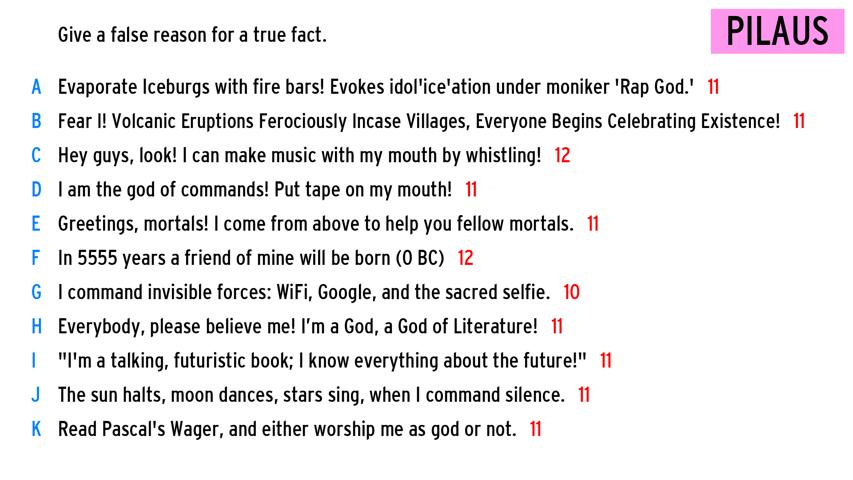 Give a false reason for a true fact.
PILAUS
A Evaporate Iceburgs with fire bars! Evokes idol'ice'ation under moniker 'Rap God.' 11
B Fear I! Volcanic Eruptions Ferociously Incase Villages, Everyone Begins Celebrating Existence! 11
C Hey guys, look! I can make music with my mouth by whistling! 12
D I am the god of commands! Put tape on my mouth! 11
E Greetings, mortals! I come from above to help you fellow mortals. 11
F In 5555 years a friend of mine will be born (0 BC) 12
G I command invisible forces: WiFi, Google, and the sacred selfie. 10
H Everybody, please believe me! I'm a God, a God of Literature! 11
I "I'm a talking, futuristic book; I know everything about the future!" 11
J The sun halts, moon dances, stars sing, when I command silence. 11
K Read Pascal's Wager, and either worship me as god or not. 11